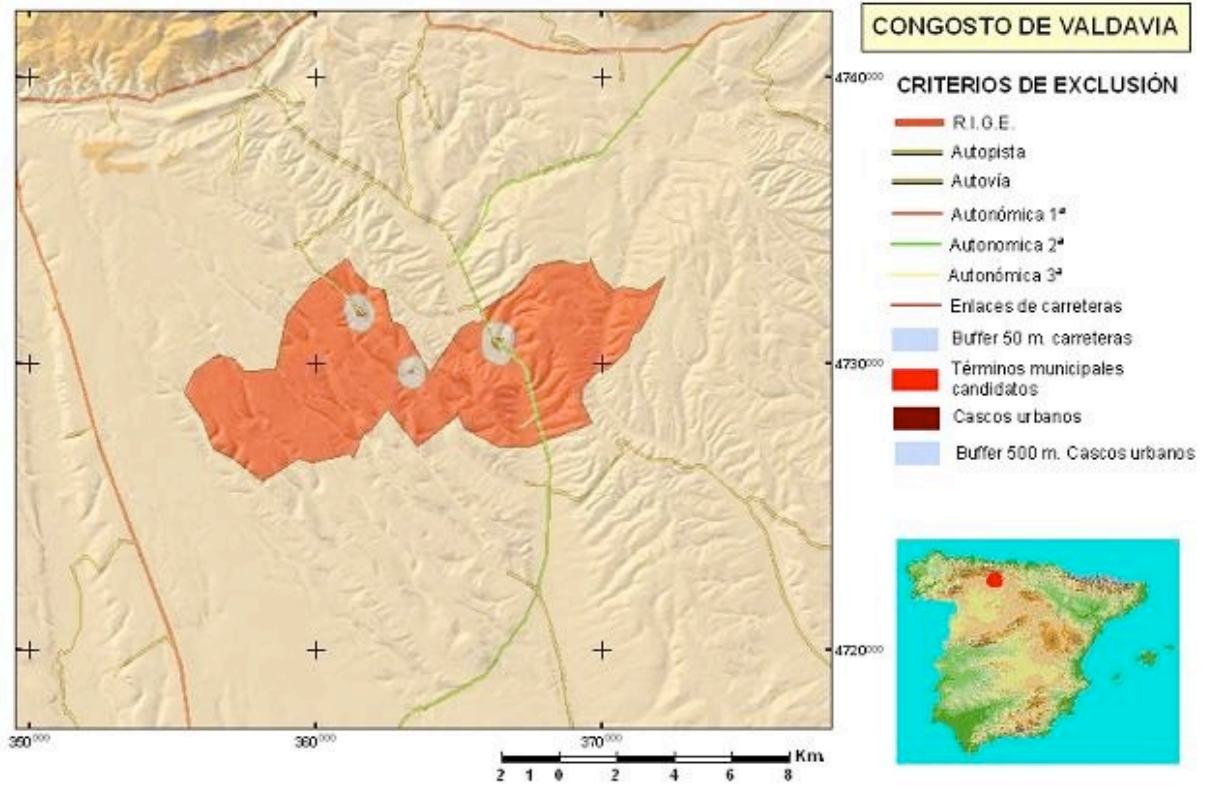 CONGOSTO DE VALDAVIA
CRITERIOS DE EXCLUSIÓN
R.I.G.E.
Autopista
Autovía
Autonómica 1ª
Autonomica 2ª
Autonómica 3ª
Enlaces de carreteras
Buffer 50 m. carreteras
Términos municipales
candidatos
Cascos urbanos
Buffer 500 m. Cascos urbanos
4740000
4730000
4720000
350000
360000
370000
Km.
2 1 0 2 4 6 8